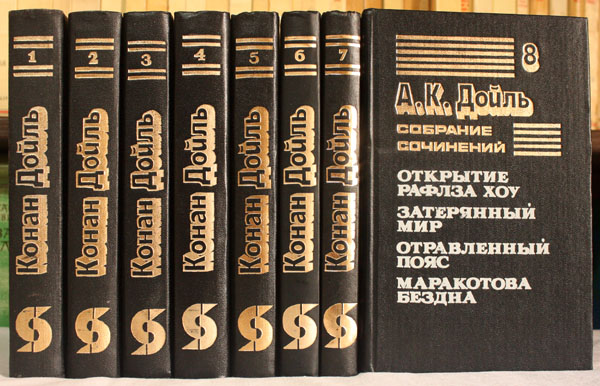 1
Конан Дойль
2
Конан Дойль
3
Конан Дойль
4
Конан Дойль
5
Конан Дойль
6
Конан Дойль
7
Конан Дойль
8
А.К. Дойль
СОБРАНИЕ
СОЧИНЕНИЙ
ОТКРЫТИЕ
РАФЛЗА ХОУ
ЗАТЕРЯННЫЙ
МИР
ОТРАВЛЕННЫЙ
ПОЯС
МАРАКОТОВА
БЕЗДНА